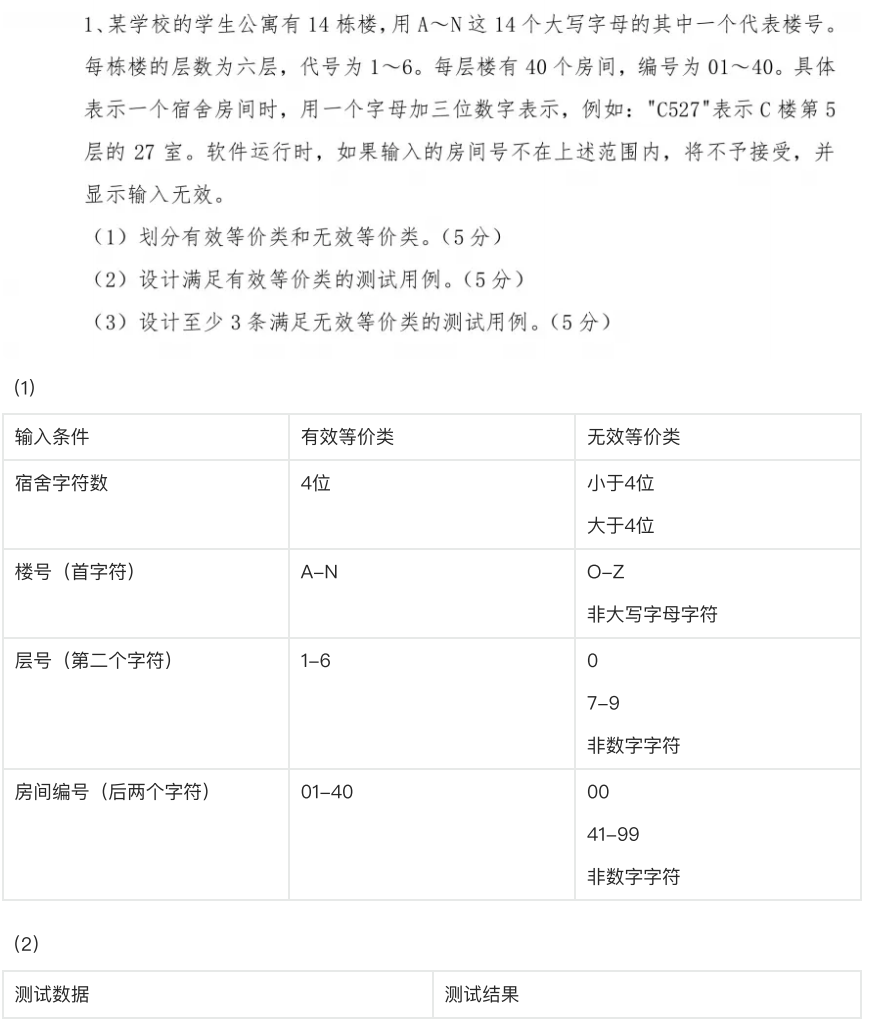 1、某学校的学生公寓有 14 栋楼，用 A～N 这 14 个大写字母的其中一个代表楼号。
每栋楼的层数为六层，代号为 1～6。每层楼有 40 个房间，编号为 01～40。具体
表示一个宿舍房间时，用一个字母加三位数字表示，例如："C527"表示 C 楼第 5
层的 27 室。软件运行时，如果输入的房间号不在上述范围内，将不予接受，并
显示输入无效。
（1）划分有效等价类和无效等价类。（5 分）
（2）设计满足有效等价类的测试用例。（5 分）
（3）设计至少 3 条满足无效等价类的测试用例。（5 分）
(1)
输入条件 有效等价类 无效等价类
宿舍字符数 4位 小于4位
大于4位
楼号（首字符） A–N O–Z
非大写字母字符
层号（第二个字符） 1–6 0
7–9
非数字字符
房间编号（后两个字符） 01–40 00
41–99
非数字字符
(2)
测试数据 测试结果